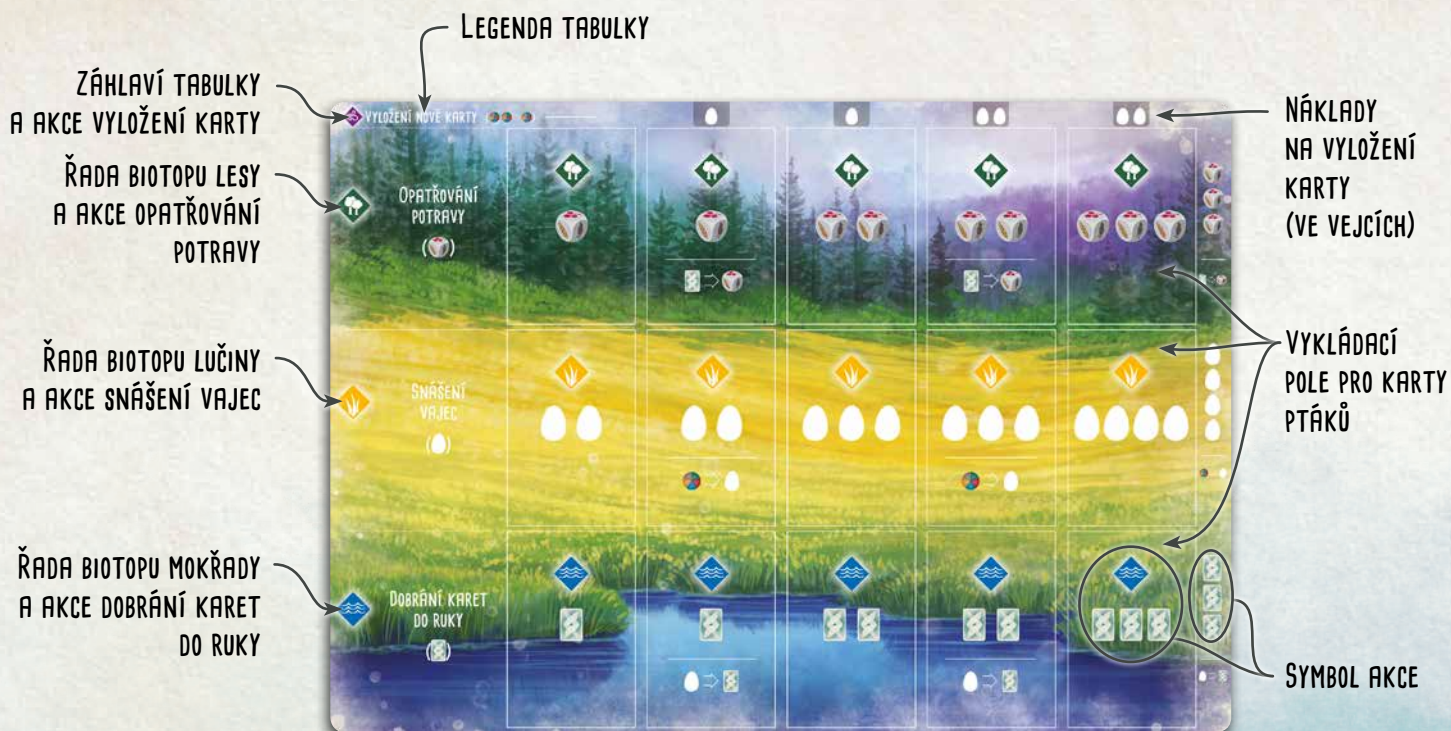 Legenda tabulky
Záhlaví tabulky
a akce vyložení karty
Vyložení nové karty
Náklady
na vyložení
karty
(ve vejcích)
Řada biotopu lesy
a akce opatřování
potravy
Opatřování
potravy
( )
Řada biotopu lučiny
a akce snášení vajec
Snášení
vajec
( )
Vykládací
pole pro karty
ptáků
Řada biotopu mokřady
a akce dobrání karet
do ruky
Dobrání karet
do ruky
( )
Symbol akce